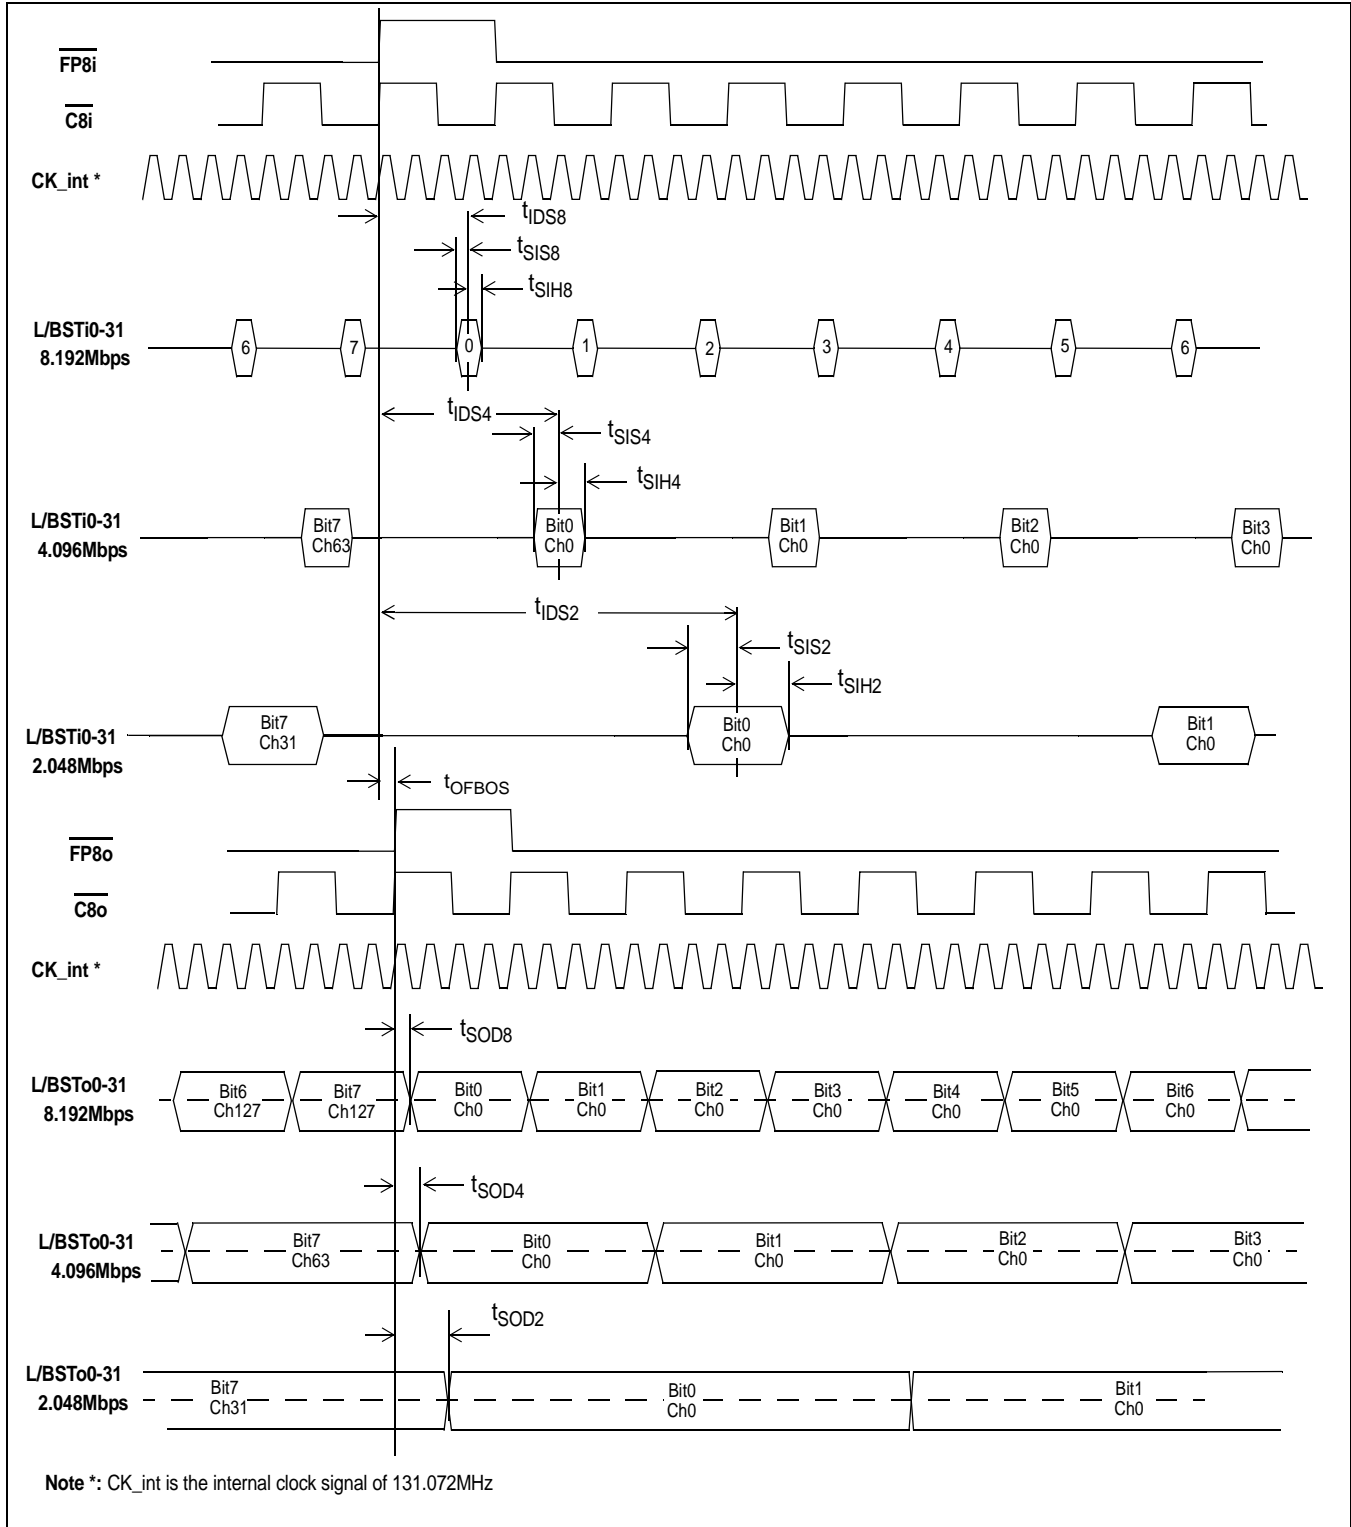 FP8i
C8i
CK_int *
tIDS8
tSIS8
tSIH8
L/BSTi0-31
8.192Mbps
6 7 0 1 2 3 4 5 6
tIDS4
tSIS4
tSIH4
L/BSTi0-31
4.096Mbps
Bit7 Bit0 Bit1 Bit2 Bit3
Ch63 Ch0 Ch0 Ch0 Ch0
tIDS2
tSIS2
tSIH2
L/BSTi0-31
2.048Mbps
Bit7 Bit0 Bit1
Ch31 Ch0 Ch0
tOFBOS
FP8o
C8o
CK_int *
tSOD8
L/BSTo0-31
8.192Mbps
Bit6 Bit7 Bit0 Bit1 Bit2 Bit3 Bit4 Bit5 Bit6
Ch127 Ch127 Ch0 Ch0 Ch0 Ch0 Ch0 Ch0 Ch0
tSOD4
L/BSTo0-31
4.096Mbps
Bit7 Bit0 Bit1 Bit2 Bit3
Ch63 Ch0 Ch0 Ch0 Ch0
tSOD2
L/BSTo0-31
2.048Mbps
Bit7 Bit0 Bit1
Ch31 Ch0 Ch0
Note *: CK_int is the internal clock signal of 131.072MHz